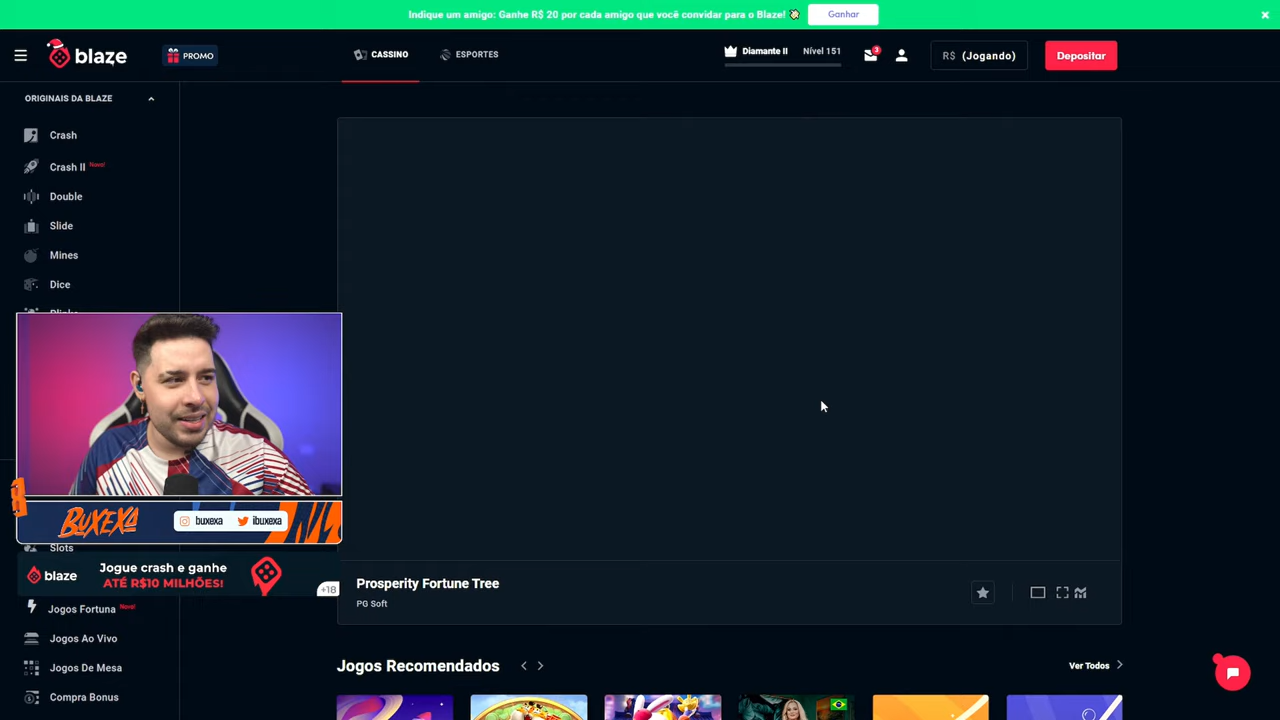 Indique um amigo: Ganhe R$ 20 por cada amigo que você convidar para o Blaze!
Ganhar
blaze
PROMO
CASSINO
ESPORTES
Diamante II
Nível 151
3
R$ (Jogando)
Depositar
ORIGINAIS DA BLAZE
Crash
Crash II Novo!
Double
Slide
Mines
Dice
BUXEXA
buxexa
ibuxexa
Slots
blaze
Jogue crash e ganhe
ATÉ R$10 MILHÕES!
+18
Jogos Fortuna Novo!
Jogos Ao Vivo
Jogos De Mesa
Compra Bonus
Prosperity Fortune Tree
PG Soft
Jogos Recomendados
Ver Todos